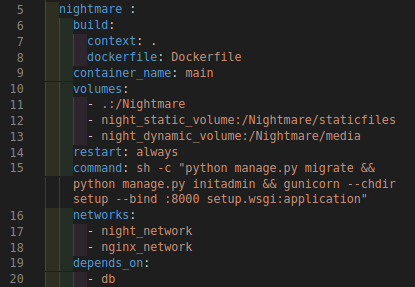 5 nightmare :
6 build:
7 context: .
8 dockerfile: Dockerfile
9 container_name: main
10 volumes:
11 - .:/Nightmare
12 - night_static_volume:/Nightmare/staticfiles
13 - night_dynamic_volume:/Nightmare/media
14 restart: always
15 command: sh -c "python manage.py migrate &&
python manage.py initadmin && gunicorn --chdir
setup --bind :8000 setup.wsgi:application"
16 networks:
17 - night_network
18 - nginx_network
19 depends_on:
20 - db